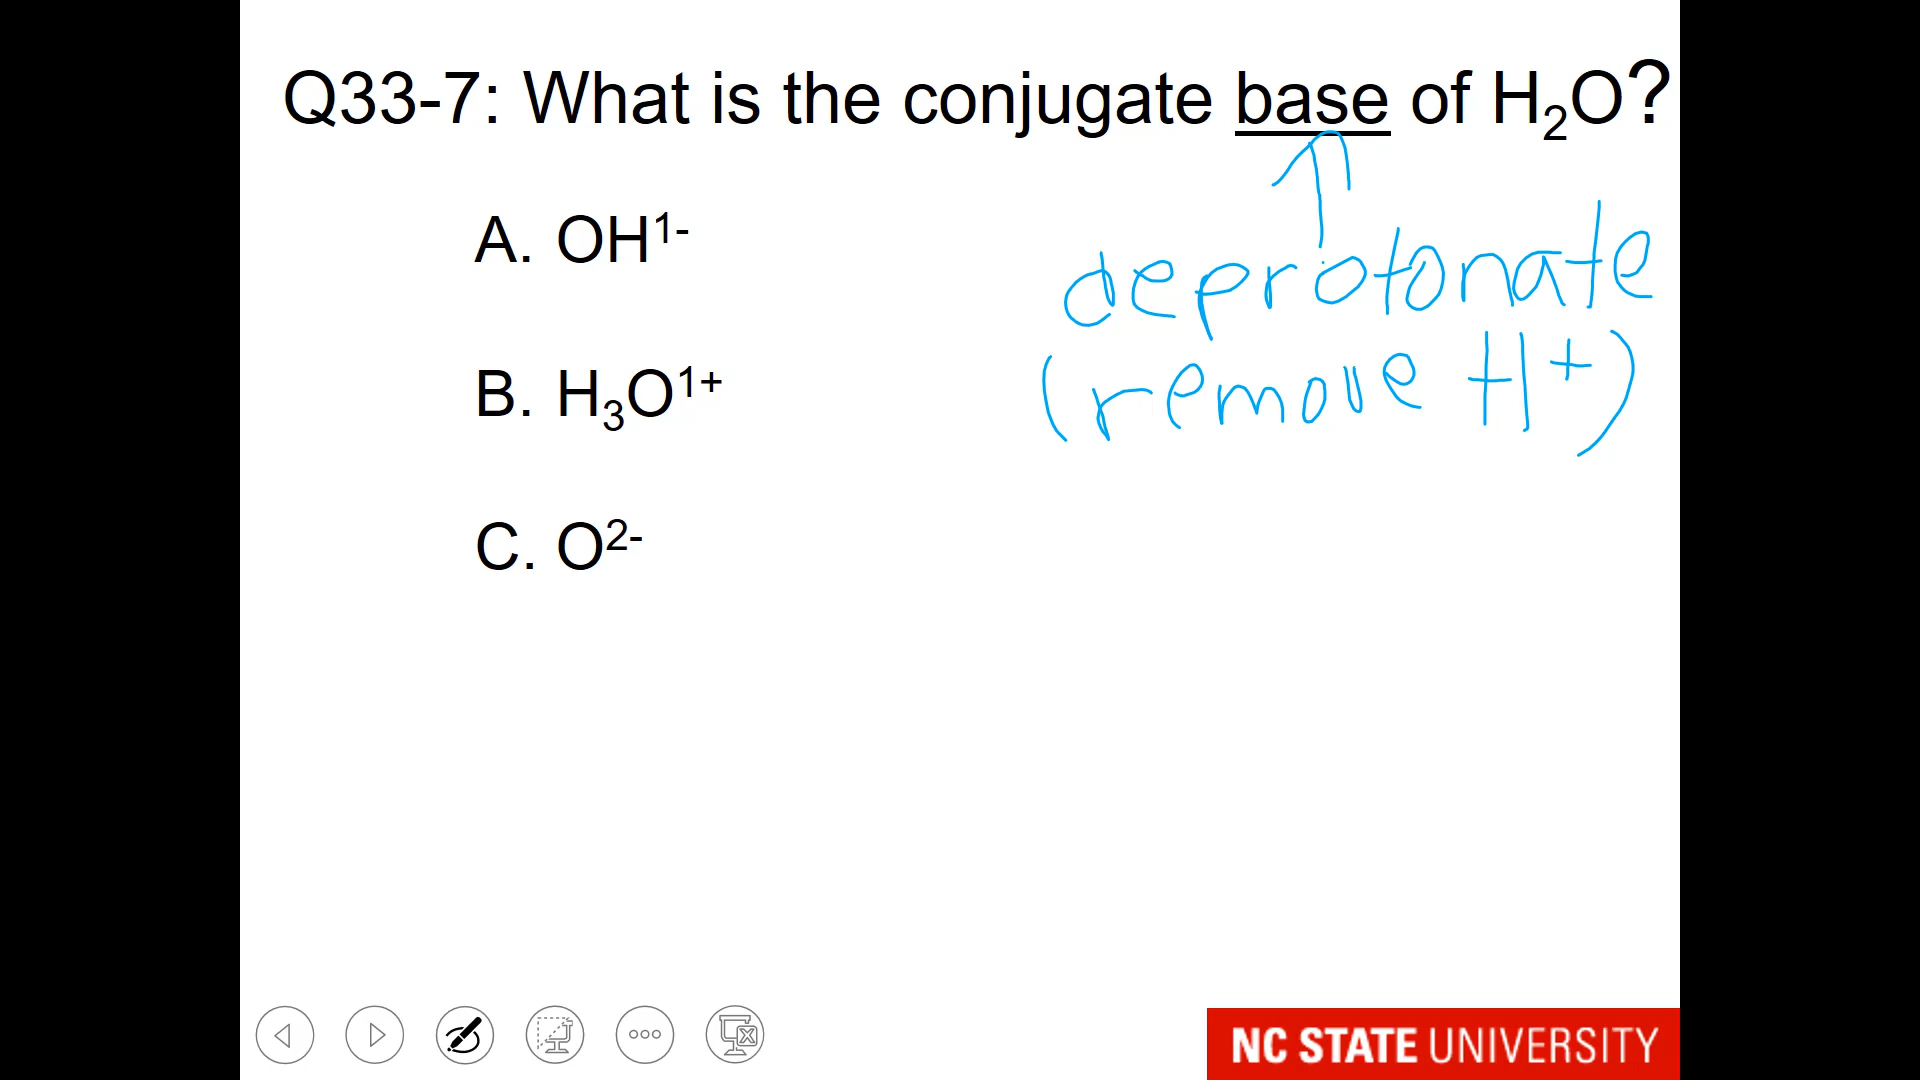 Q33-7: What is the conjugate base of H₂O?
A. OH¹⁻
deprotonate
B. H₃O¹⁺
(remove H⁺)
C. O²⁻
NC STATE UNIVERSITY